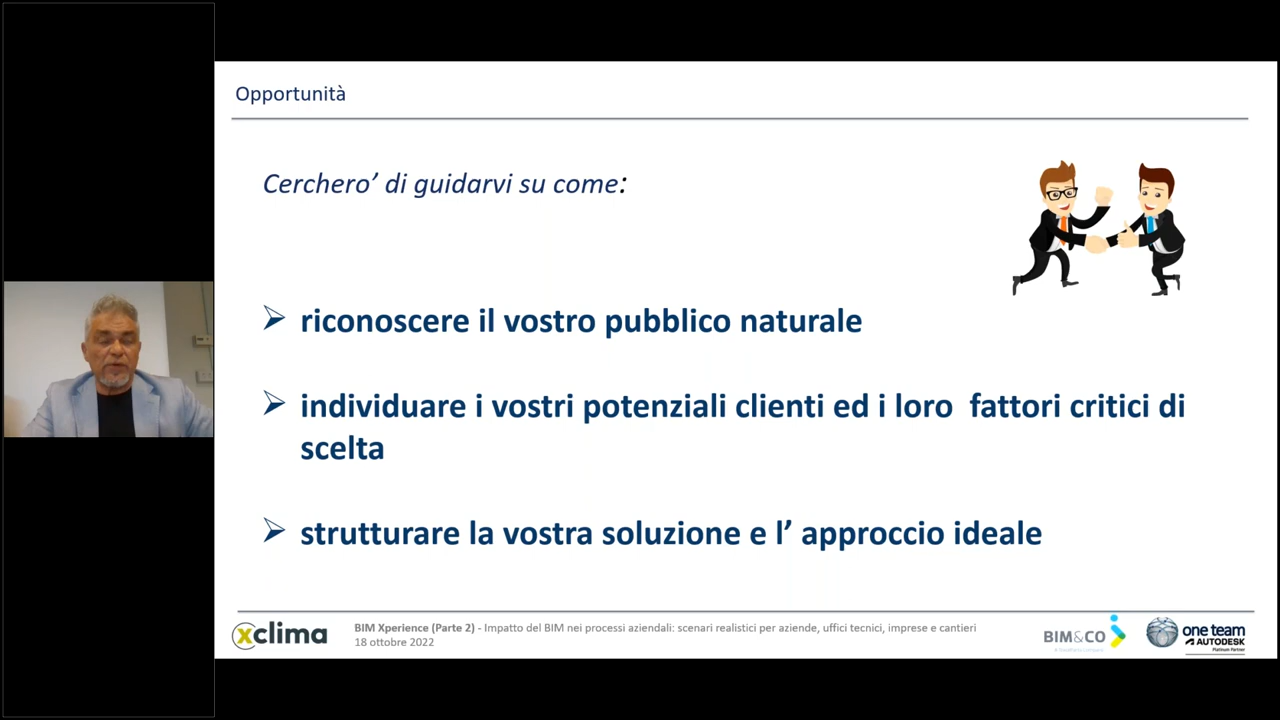 Opportunità
Cerchero’ di guidarvi su come:
➢ riconoscere il vostro pubblico naturale
➢ individuare i vostri potenziali clienti ed i loro  fattori critici di
scelta
➢ strutturare la vostra soluzione e l’ approccio ideale
xclima
BIM Xperience (Parte 2) - Impatto del BIM nei processi aziendali: scenari realistici per aziende, uffici tecnici, imprese e cantieri
18 ottobre 2022
BIM&CO
one team
AUTODESK
Platinum Partner